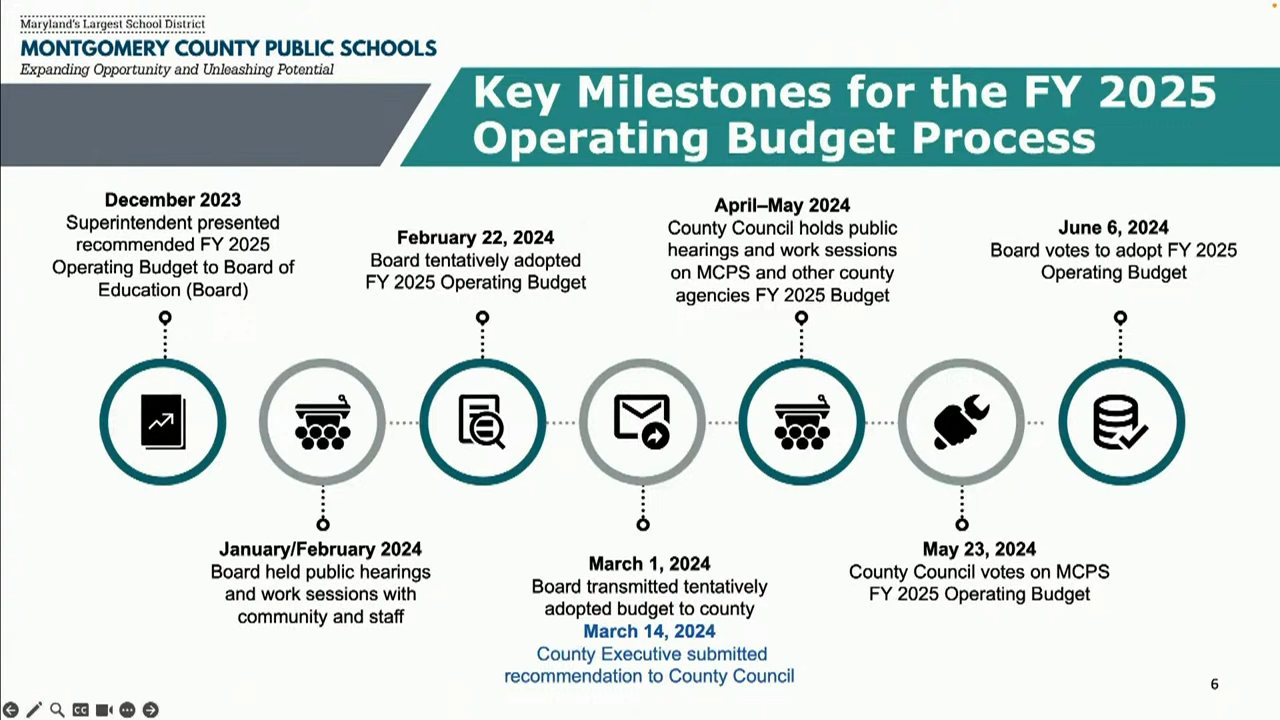 Maryland's Largest School District
MONTGOMERY COUNTY PUBLIC SCHOOLS
Expanding Opportunity and Unleashing Potential
Key Milestones for the FY 2025
Operating Budget Process
December 2023
Superintendent presented
recommended FY 2025
Operating Budget to Board of
Education (Board)
January/February 2024
Board held public hearings
and work sessions with
community and staff
February 22, 2024
Board tentatively adopted
FY 2025 Operating Budget
March 1, 2024
Board transmitted tentatively
adopted budget to county
March 14, 2024
County Executive submitted
recommendation to County Council
April–May 2024
County Council holds public
hearings and work sessions
on MCPS and other county
agencies FY 2025 Budget
May 23, 2024
County Council votes on MCPS
FY 2025 Operating Budget
June 6, 2024
Board votes to adopt FY 2025
Operating Budget
6
CC